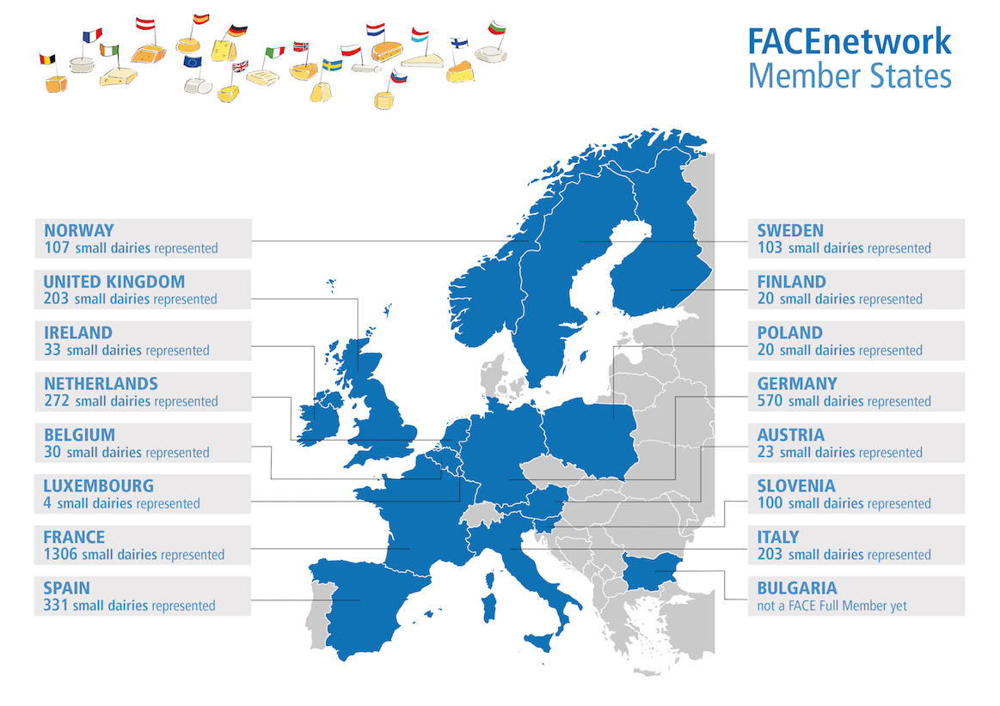 FACEnetwork
Member States
NORWAY
107 small dairies represented
UNITED KINGDOM
203 small dairies represented
IRELAND
33 small dairies represented
NETHERLANDS
272 small dairies represented
BELGIUM
30 small dairies represented
LUXEMBOURG
4 small dairies represented
FRANCE
1306 small dairies represented
SPAIN
331 small dairies represented
SWEDEN
103 small dairies represented
FINLAND
20 small dairies represented
POLAND
20 small dairies represented
GERMANY
570 small dairies represented
AUSTRIA
23 small dairies represented
SLOVENIA
100 small dairies represented
ITALY
203 small dairies represented
BULGARIA
not a FACE Full Member yet